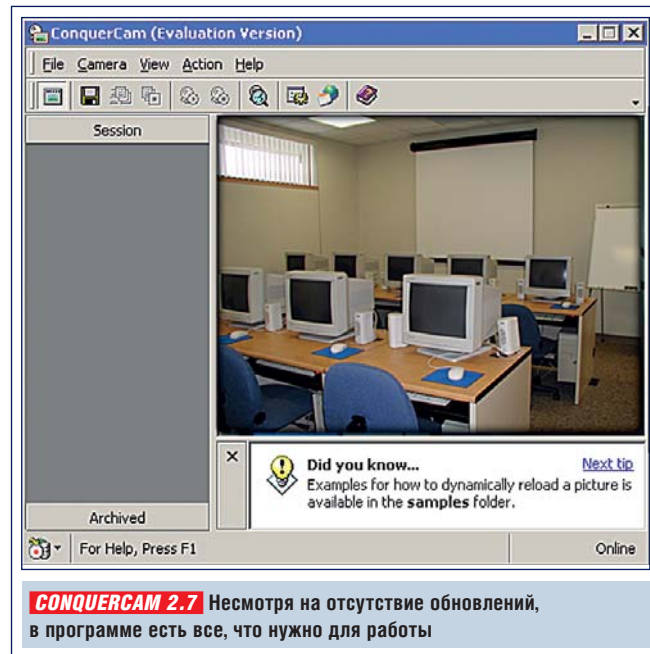 ConquerCam (Evaluation Version)
File Camera View Action Help
Session
Did you know... Next tip
Examples for how to dynamically reload a picture is
available in the samples folder.
Archived
For Help, Press F1 Online
CONQUERCAM 2.7 Несмотря на отсутствие обновлений,
в программе есть все, что нужно для работы